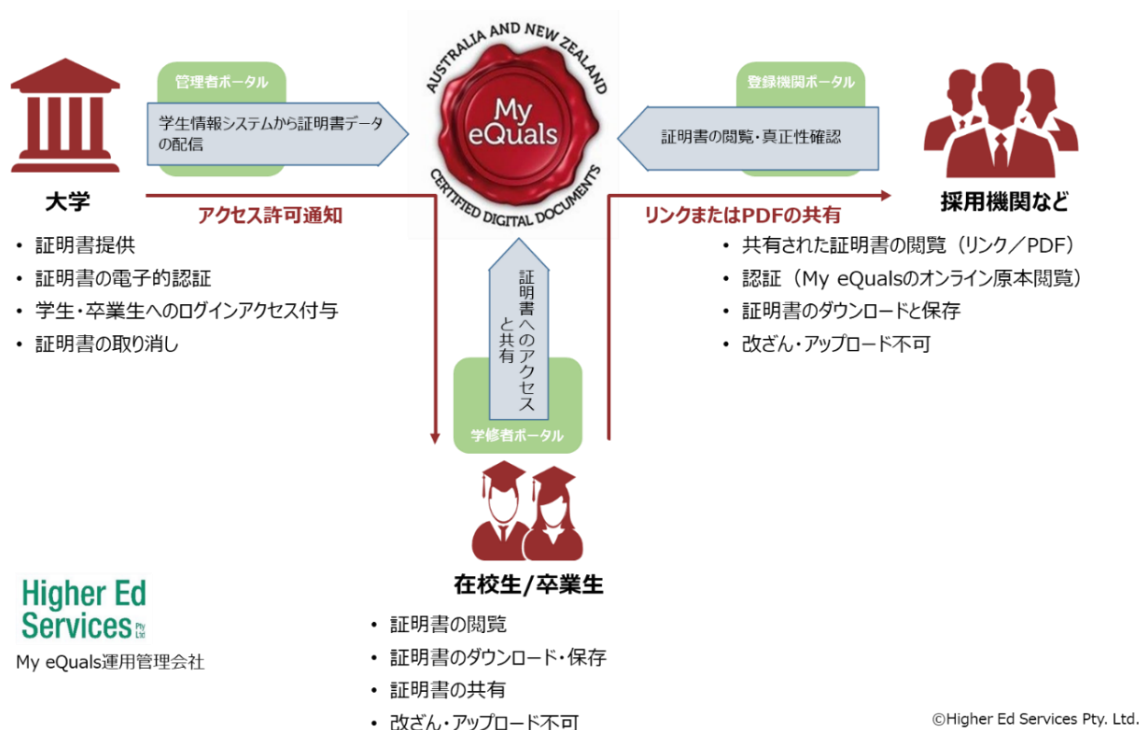 AUSTRALIA AND NEW ZEALAND
My
eQuals
CERTIFIED DIGITAL DOCUMENTS
管理者ポータル
学生情報システムから証明書データ
の配信
登録機関ポータル
証明書の閲覧・真正性確認
大学
アクセス許可通知
リンクまたはPDFの共有
採用機関など
• 証明書提供
• 証明書の電子的認証
• 学生・卒業生へのログインアクセス付与
• 証明書の取り消し
• 共有された証明書の閲覧（リンク／PDF）
• 認証（My eQualsのオンライン原本閲覧）
• 証明書のダウンロードと保存
• 改ざん・アップロード不可
証明書へのアクセス
と共有
学修者ポータル
在校生/卒業生
• 証明書の閲覧
• 証明書のダウンロード・保存
• 証明書の共有
• 改ざん・アップロード不可
Higher Ed
Services Pty Ltd
My eQuals運用管理会社
©Higher Ed Services Pty. Ltd.